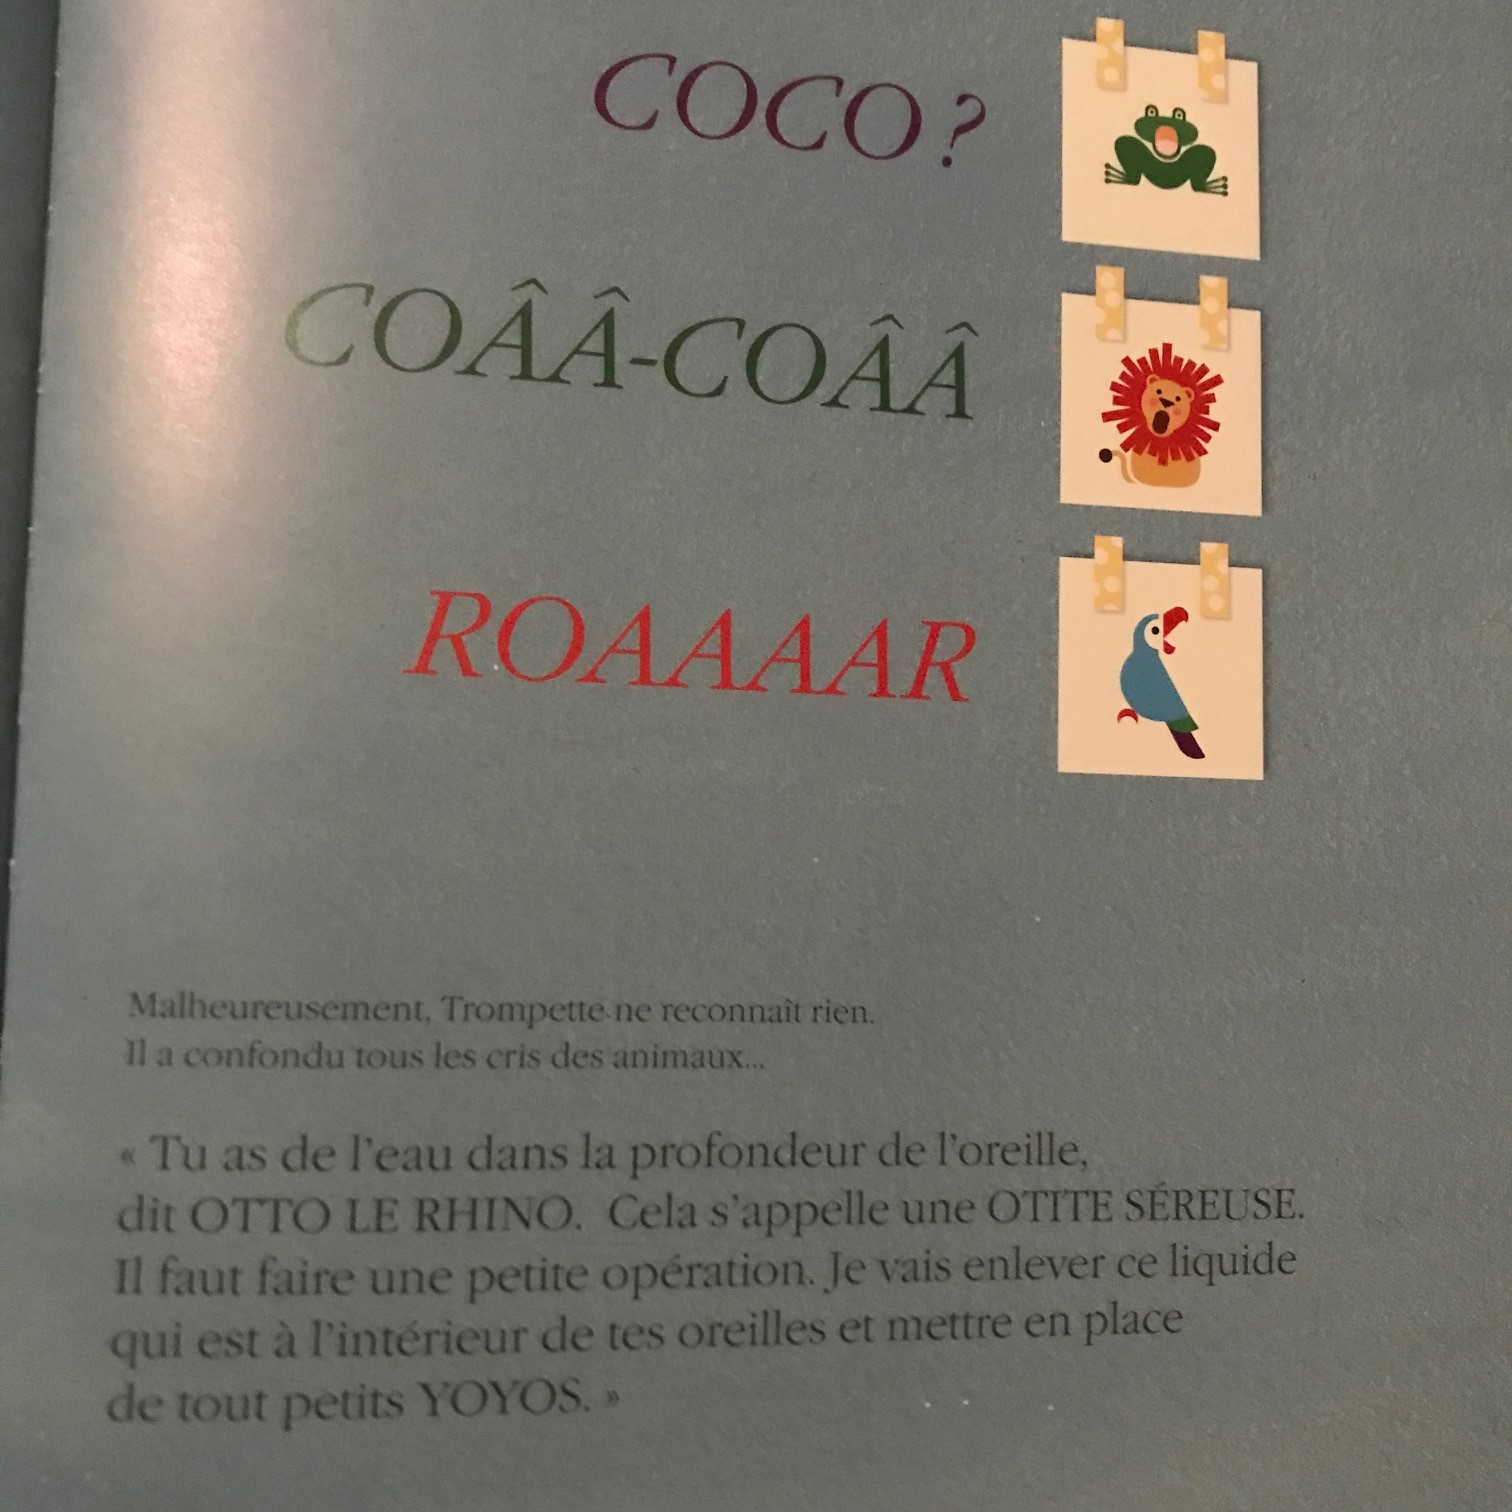 COCO ?
COÂÂ-COÂÂ
ROAAAAR
Malheureusement, Trompette ne reconnaît rien.
Il a confondu tous les cris des animaux...
« Tu as de l'eau dans la profondeur de l'oreille,
dit OTTO LE RHINO. Cela s'appelle une OTITE SÉREUSE.
Il faut faire une petite opération. Je vais enlever ce liquide
qui est à l'intérieur de tes oreilles et mettre en place
de tout petits YOYOS. »